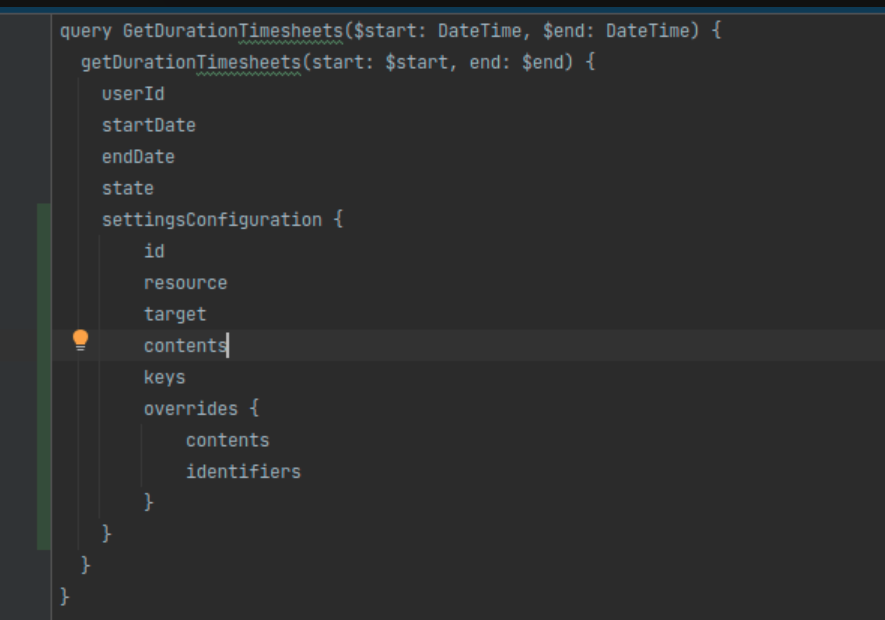 query GetDurationTimesheets($start: DateTime, $end: DateTime) {
  getDurationTimesheets(start: $start, end: $end) {
    userId
    startDate
    endDate
    state
    settingsConfiguration {
        id
        resource
        target
        contents
        keys
        overrides {
            contents
            identifiers
        }
    }
  }
}